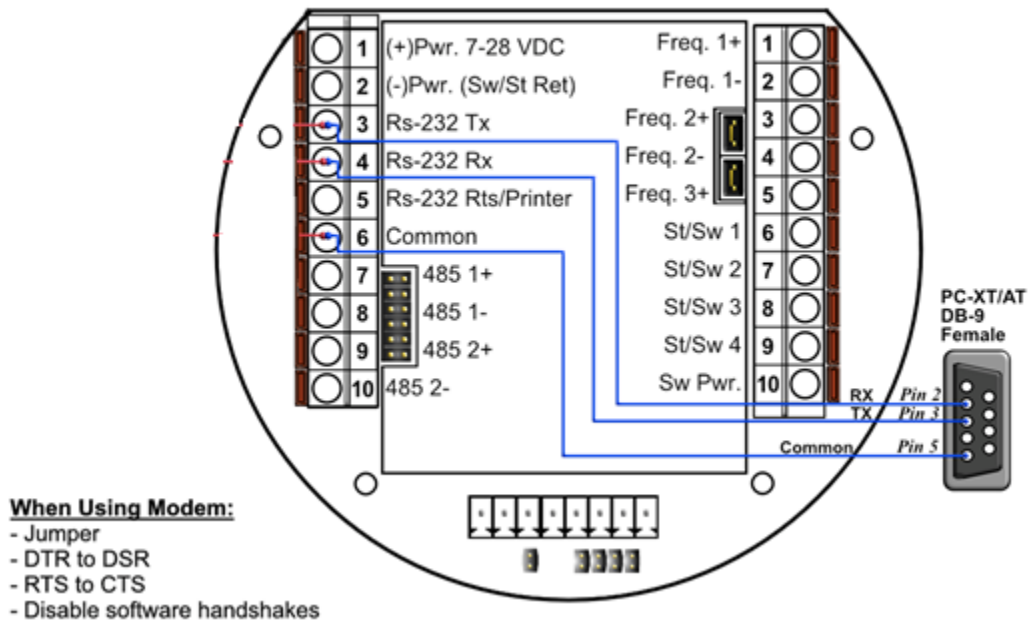 1 (+)Pwr. 7-28 VDC
2 (-)Pwr. (Sw/St Ret)
3 Rs-232 Tx
4 Rs-232 Rx
5 Rs-232 Rts/Printer
6 Common
7 485 1+
8 485 1-
9 485 2+
10 485 2-
Freq. 1+ 1
Freq. 1- 2
Freq. 2+ 3
Freq. 2- 4
Freq. 3+ 5
St/Sw 1 6
St/Sw 2 7
St/Sw 3 8
St/Sw 4 9
Sw Pwr. 10
PC-XT/AT
DB-9
Female
RX Pin 2
TX Pin 3
Common Pin 5
When Using Modem:
- Jumper
- DTR to DSR
- RTS to CTS
- Disable software handshakes